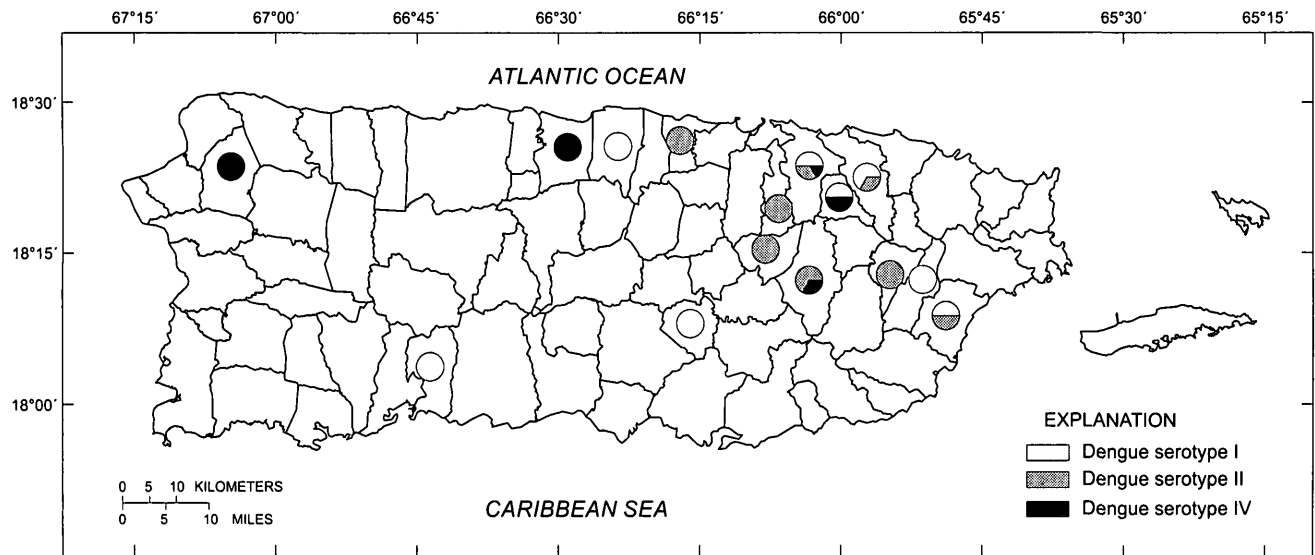 67°15′ 67°00′ 66°45′ 66°30′ 66°15′ 66°00′ 65°45′ 65°30′ 65°15′
ATLANTIC OCEAN
18°30′
18°15′
18°00′
EXPLANATION
Dengue serotype I
Dengue serotype II
Dengue serotype IV
0 5 10 KILOMETERS
0 5 10 MILES
CARIBBEAN SEA